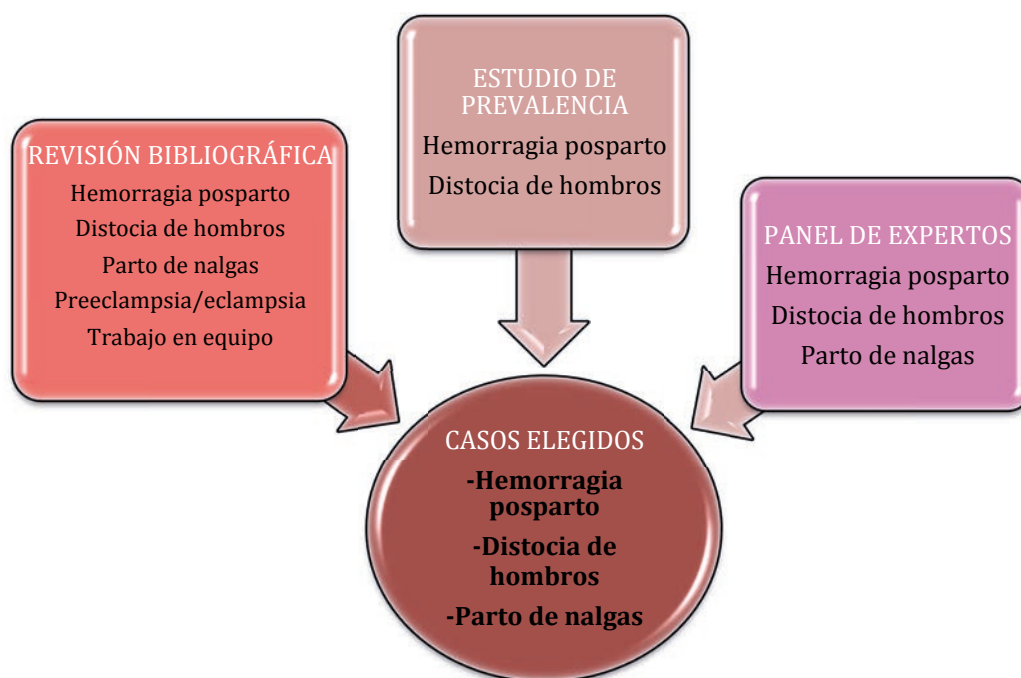 REVISIÓN BIBLIOGRÁFICA
Hemorragia posparto
Distocia de hombros
Parto de nalgas
Preeclampsia/eclampsia
Trabajo en equipo
ESTUDIO DE
PREVALENCIA
Hemorragia posparto
Distocia de hombros
PANEL DE EXPERTOS
Hemorragia posparto
Distocia de hombros
Parto de nalgas
CASOS ELEGIDOS
-Hemorragia
posparto
-Distocia de
hombros
-Parto de nalgas